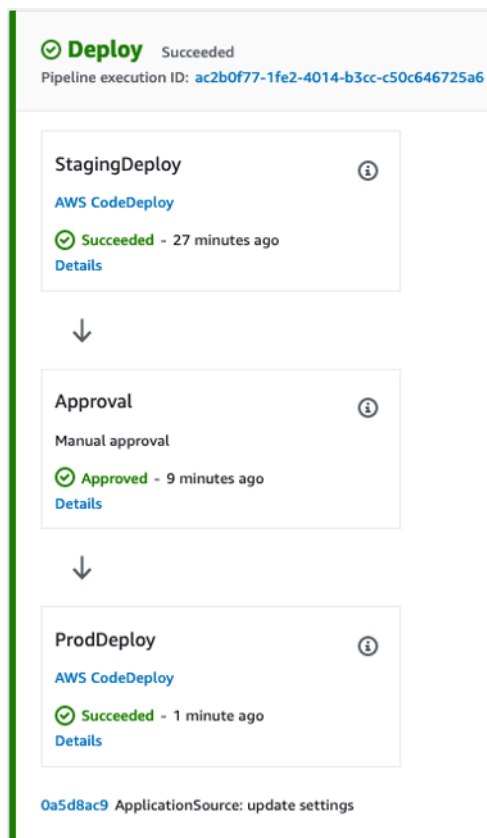 Deploy Succeeded
Pipeline execution ID: ac2b0f77-1fe2-4014-b3cc-c50c646725a6
StagingDeploy
AWS CodeDeploy
Succeeded - 27 minutes ago
Details
Approval
Manual approval
Approved - 9 minutes ago
Details
ProdDeploy
AWS CodeDeploy
Succeeded - 1 minute ago
Details
0a5d8ac9 ApplicationSource: update settings